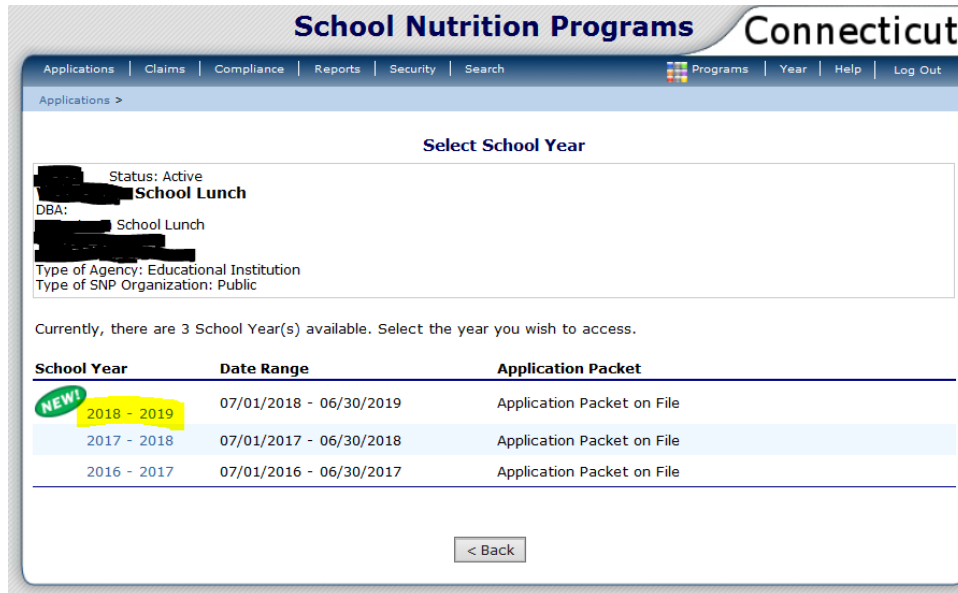 School Nutrition Programs Connecticut
Applications | Claims | Compliance | Reports | Security | Search Programs | Year | Help | Log Out
Applications >
Select School Year
Status: Active
School Lunch
DBA:
School Lunch
Type of Agency: Educational Institution
Type of SNP Organization: Public
Currently, there are 3 School Year(s) available. Select the year you wish to access.
School Year Date Range Application Packet
NEW! 2018 - 2019 07/01/2018 - 06/30/2019 Application Packet on File
2017 - 2018 07/01/2017 - 06/30/2018 Application Packet on File
2016 - 2017 07/01/2016 - 06/30/2017 Application Packet on File
< Back